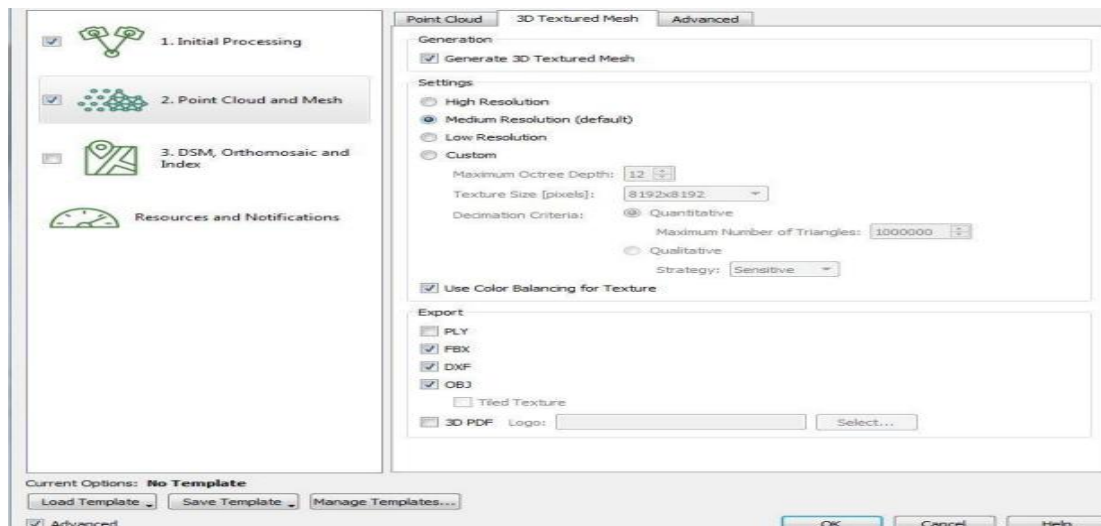 1. Initial Processing
2. Point Cloud and Mesh
3. DSM, Orthomosaic and
Index
Resources and Notifications
Point Cloud 3D Textured Mesh Advanced
Generation
Generate 3D Textured Mesh
Settings
High Resolution
Medium Resolution (default)
Low Resolution
Custom
Maximum Octree Depth: 12
Texture Size [pixels]: 8192x8192
Decimation Criteria: Quantitative
Maximum Number of Triangles: 1000000
Qualitative
Strategy: Sensitive
Use Color Balancing for Texture
Export
PLY
FBX
DXF
OBJ
Tiled Texture
3D PDF Logo: Select...
Current Options: No Template
Load Template Save Template Manage Templates...
Advanced OK Cancel Help